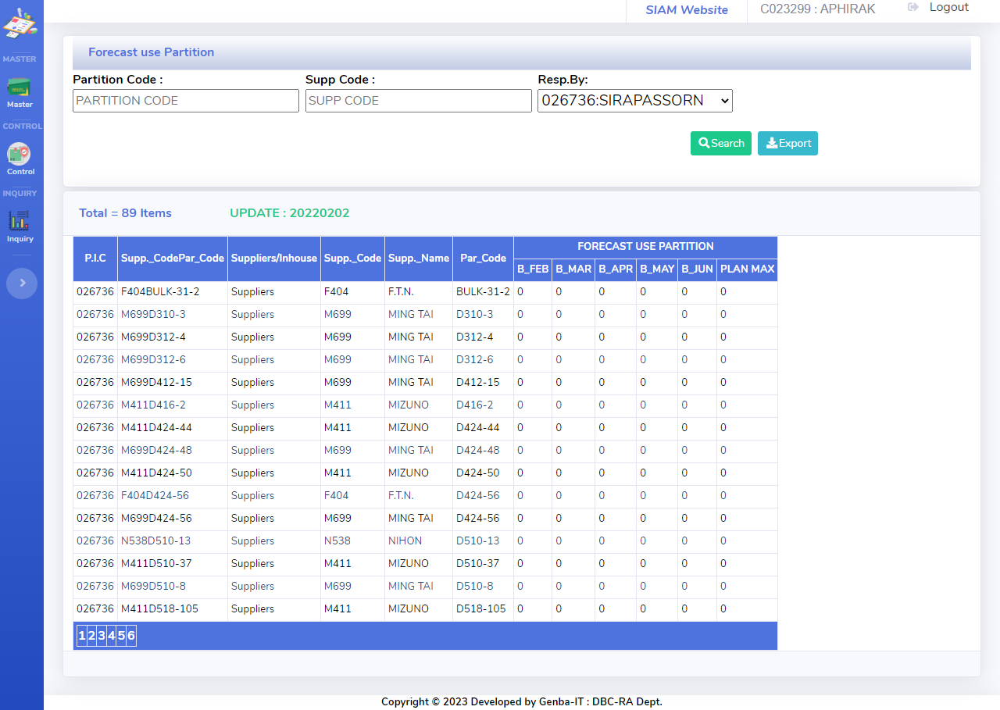 SIAM Website C023299 : APHIRAK Logout
MASTER
Master
CONTROL
Control
INQUIRY
Inquiry
Forecast use Partition
Partition Code : Supp Code : Resp.By:
PARTITION CODE SUPP CODE 026736:SIRAPASSORN
Search Export
Total = 89 Items UPDATE : 20220202
P.I.C Supp._CodePar_Code Suppliers/Inhouse Supp._Code Supp._Name Par_Code FORECAST USE PARTITION
B_FEB B_MAR B_APR B_MAY B_JUN PLAN MAX
026736 F404BULK-31-2 Suppliers F404 F.T.N. BULK-31-2 0 0 0 0 0 0
026736 M699D310-3 Suppliers M699 MING TAI D310-3 0 0 0 0 0 0
026736 M699D312-4 Suppliers M699 MING TAI D312-4 0 0 0 0 0 0
026736 M699D312-6 Suppliers M699 MING TAI D312-6 0 0 0 0 0 0
026736 M699D412-15 Suppliers M699 MING TAI D412-15 0 0 0 0 0 0
026736 M411D416-2 Suppliers M411 MIZUNO D416-2 0 0 0 0 0 0
026736 M411D424-44 Suppliers M411 MIZUNO D424-44 0 0 0 0 0 0
026736 M699D424-48 Suppliers M699 MING TAI D424-48 0 0 0 0 0 0
026736 M411D424-50 Suppliers M411 MIZUNO D424-50 0 0 0 0 0 0
026736 F404D424-56 Suppliers F404 F.T.N. D424-56 0 0 0 0 0 0
026736 M699D424-56 Suppliers M699 MING TAI D424-56 0 0 0 0 0 0
026736 N538D510-13 Suppliers N538 NIHON D510-13 0 0 0 0 0 0
026736 M411D510-37 Suppliers M411 MIZUNO D510-37 0 0 0 0 0 0
026736 M699D510-8 Suppliers M699 MING TAI D510-8 0 0 0 0 0 0
026736 M411D518-105 Suppliers M411 MIZUNO D518-105 0 0 0 0 0 0
1 2 3 4 5 6
Copyright © 2023 Developed by Genba-IT : DBC-RA Dept.